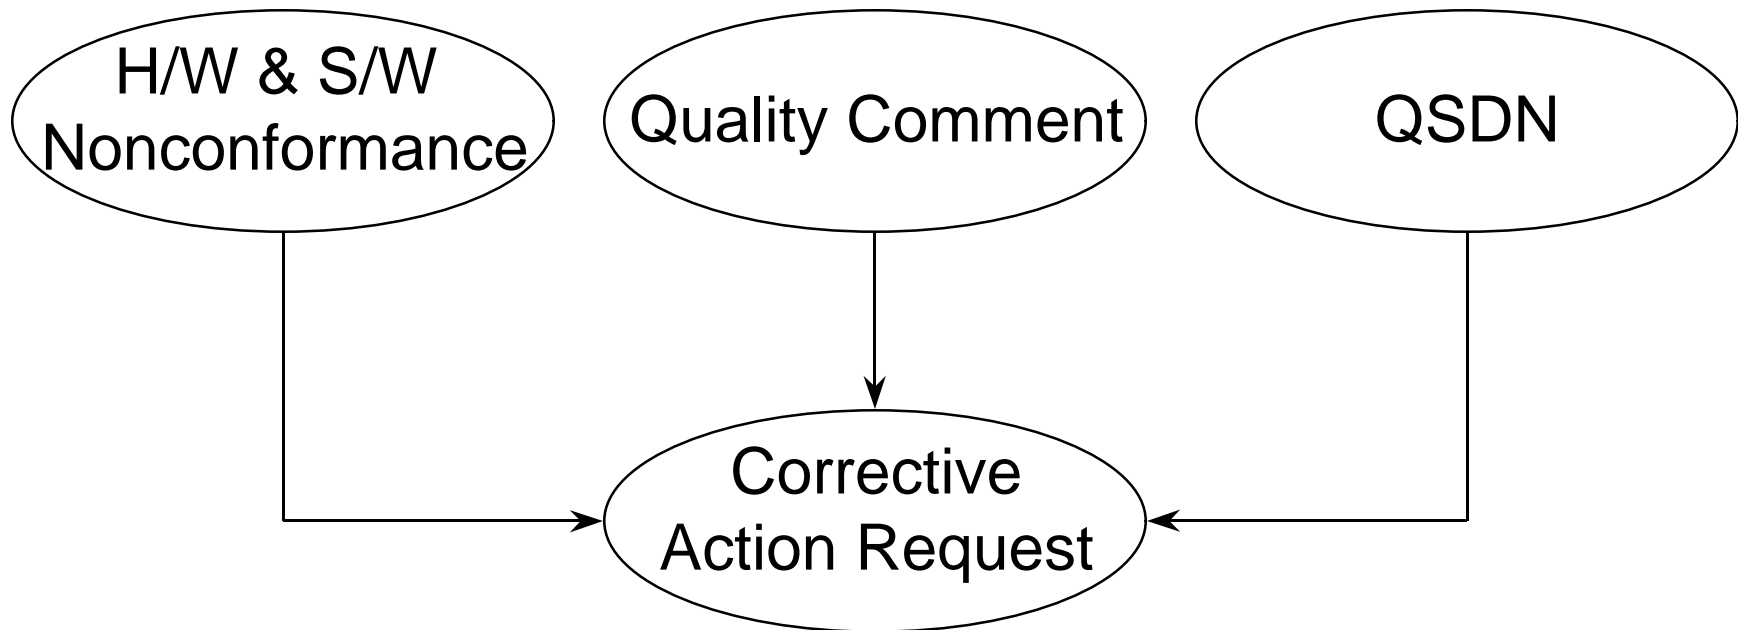 H/W & S/W
Nonconformance
Quality Comment
QSDN
Corrective
Action Request